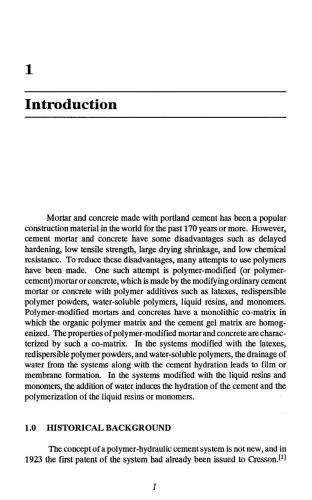 1
Introduction
Mortar and concrete made with portland cement has been a popular
construction material in the world for the past 170 years or more. However,
cement mortar and concrete have some disadvantages such as delayed
hardening, low tensile strength, large drying shrinkage, and low chemical
resistance. To reduce these disadvantages, many attempts to use polymers
have been made. One such attempt is polymer-modified (or polymer-
cement) mortar or concrete, which is made by the modifying ordinary cement
mortar or concrete with polymer additives such as latexes, redispersible
polymer powders, water-soluble polymers, liquid resins, and monomers.
Polymer-modified mortars and concretes have a monolithic co-matrix in
which the organic polymer matrix and the cement gel matrix are homog-
enized. The properties of polymer-modified mortar and concrete are charac-
terized by such a co-matrix. In the systems modified with the latexes,
redispersible polymer powders, and water-soluble polymers, the drainage of
water from the systems along with the cement hydration leads to film or
membrane formation. In the systems modified with the liquid resins and
monomers, the addition of water induces the hydration of the cement and the
polymerization of the liquid resins or monomers.
1.0 HISTORICAL BACKGROUND
The concept of a polymer-hydraulic cement system is not new, and in
1923 the first patent of the system had already been issued to Cresson.[1]
1